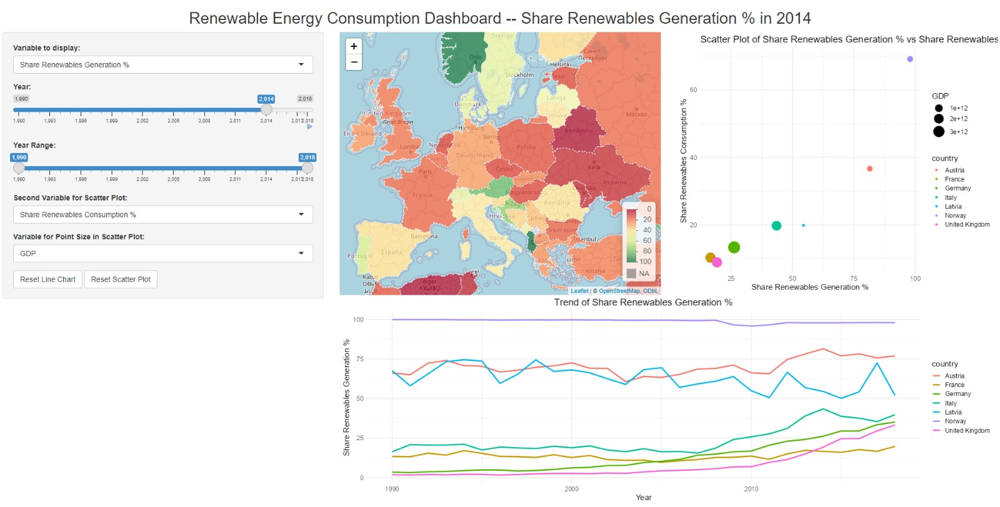 Renewable Energy Consumption Dashboard -- Share Renewables Generation % in 2014
Variable to display:
Share Renewables Generation %
Year:
1,990 2,014 2,018
1,990 1,993 1,996 1,999 2,002 2,005 2,008 2,011 2,014 2,017 2,018
Year Range:
1,990 2,018
1,990 1,993 1,996 1,999 2,002 2,005 2,008 2,011 2,014 2,017 2,018
Second Variable for Scatter Plot:
Share Renewables Consumption %
Variable for Point Size in Scatter Plot:
GDP
Reset Line Chart Reset Scatter Plot
+
−
Sverige
Oslo
Санкт
Петербург
Helsinki
Stockholm
Eesti
Latvija
Danmark
United Kingdom
Lietuva
Москва
Great Britain
Éire / Ireland
Hamburg
Беларусь
London
Nederland
Berlin
Polska
Deutschland
Paris
Česko
Київ
Україна
Slovensko
France
Magyarország
Chișinău
Zagreb
România
Hrvatska
Србија
București
България
Barcelona
Italia
İstanbul
Portugal
España
İzmir
Antalya
Rabat
الرباط
Alger
تونس
0
20
40
60
80
100
NA
Leaflet | © OpenStreetMap, ODbL
Scatter Plot of Share Renewables Generation % vs Share Renewables
Share Renewables Consumption %
60
40
20
25 50 75 100
Share Renewables Generation %
GDP
1e+12
2e+12
3e+12
country
Austria
France
Germany
Italy
Latvia
Norway
United Kingdom
Trend of Share Renewables Generation %
Share Renewables Generation %
100
75
50
25
0
1990 2000 2010
Year
country
Austria
France
Germany
Italy
Latvia
Norway
United Kingdom